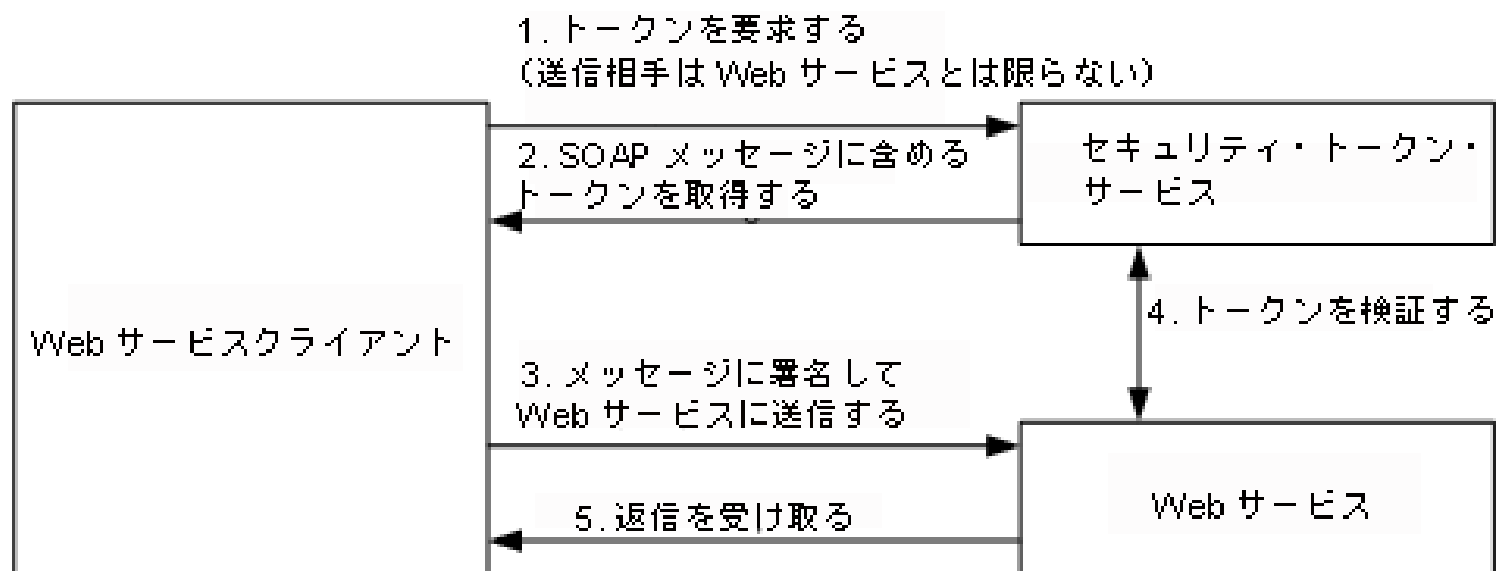 1. トークンを要求する
（送信相手は Web サービスとは限らない）
2. SOAP メッセージに含める
トークンを取得する
セキュリティ・トークン・
サービス
4. トークンを検証する
Web サービスクライアント
3. メッセージに署名して
Web サービスに送信する
Web サービス
5. 返信を受け取る